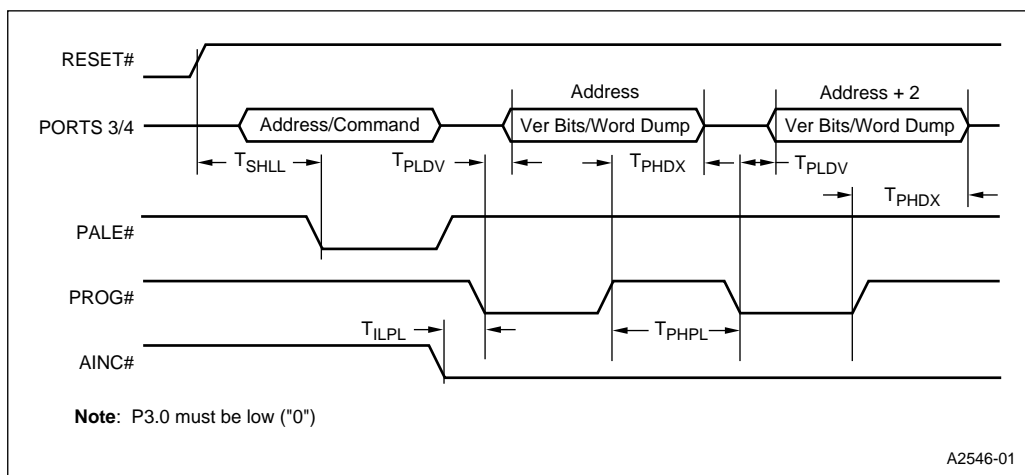 RESET#
Address
Address + 2
PORTS 3/4
Address/Command
Ver Bits/Word Dump
Ver Bits/Word Dump
TSHLL
TPLDV
TPHDX
TPLDV
TPHDX
PALE#
PROG#
TILPL
TPHPL
AINC#
Note: P3.0 must be low ("0")
A2546-01